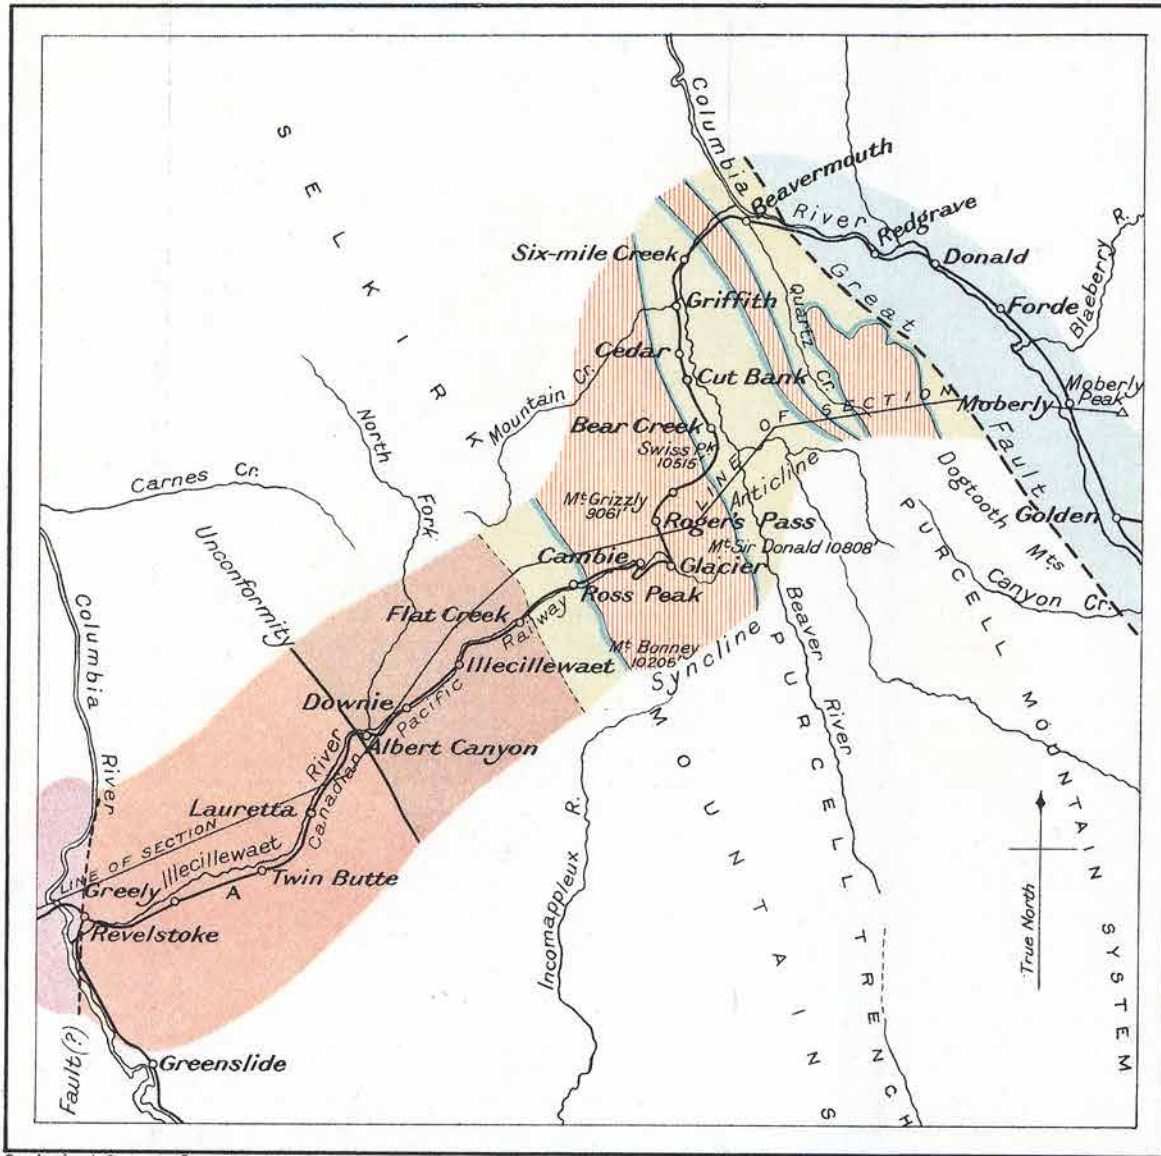 SELKIRK
MOUNTAINS
Columbia
River
Beavermouth
Redgrave
Donald
Blaeberry R.
Forde
Six-mile Creek
Griffith
Great
Fault
Quartz Cr.
Cedar
Cut Bank
Mountain Cr.
Moberly
Moberly Peak
North Fork
Bear Creek
LINE OF SECTION
Swiss PK.
10515'
Anticline
Dogtooth Mts
Golden
Carnes Cr.
Mt. Grizzly
9061'
Roger's Pass
Mt. Sir Donald 10808'
Cambie
Glacier
Canyon Cr.
PURCELL MOUNTAIN SYSTEM
Unconformity
Ross Peak
Flat Creek
Canadian Pacific Railway
Beaver River
PURCELL TRENCH
Columbia
River
Illecillewaet
Mt. Bonney
10206'
Syncline
Downie
Albert Canyon
Lauretta
LINE OF SECTION
Illecillewaet River
Greely
A
Twin Butte
Revelstoke
Incomappleux R.
True North
Greenslide
Fault(?)